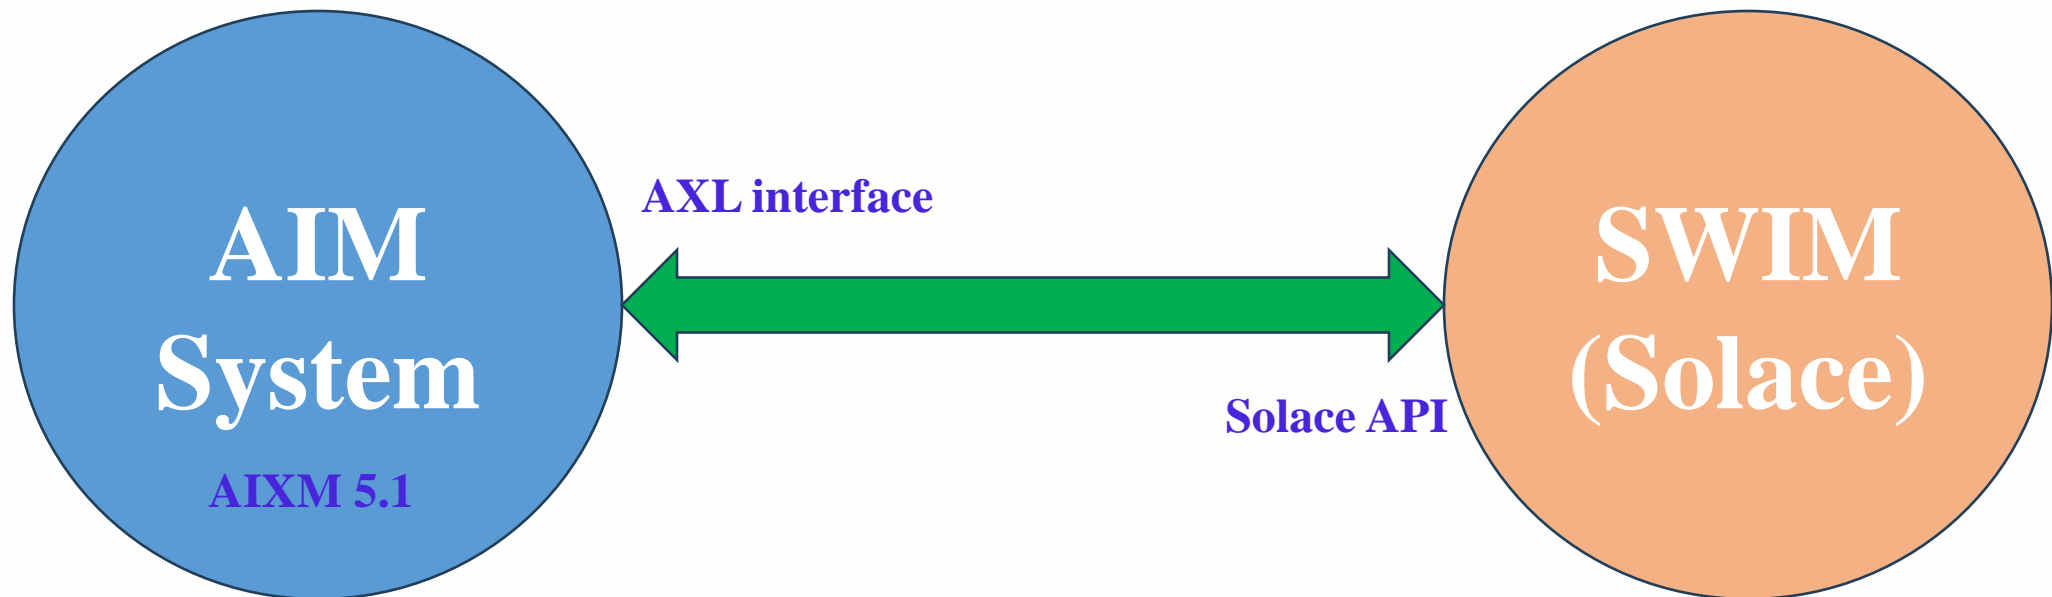 AIM
System
AIXM 5.1
AXL interface
Solace API
SWIM
(Solace)